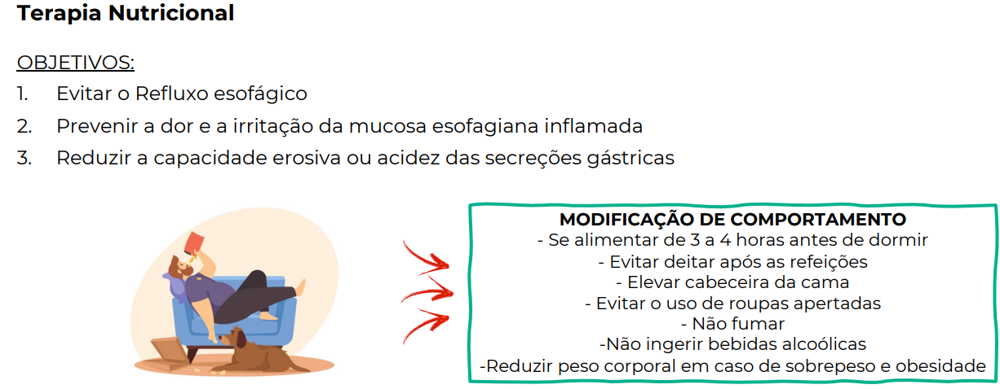 Terapia Nutricional
OBJETIVOS:
1. Evitar o Refluxo esofágico
2. Prevenir a dor e a irritação da mucosa esofagiana inflamada
3. Reduzir a capacidade erosiva ou acidez das secreções gástricas
MODIFICAÇÃO DE COMPORTAMENTO
- Se alimentar de 3 a 4 horas antes de dormir
- Evitar deitar após as refeições
- Elevar cabeceira da cama
- Evitar o uso de roupas apertadas
- Não fumar
-Não ingerir bebidas alcoólicas
-Reduzir peso corporal em caso de sobrepeso e obesidade